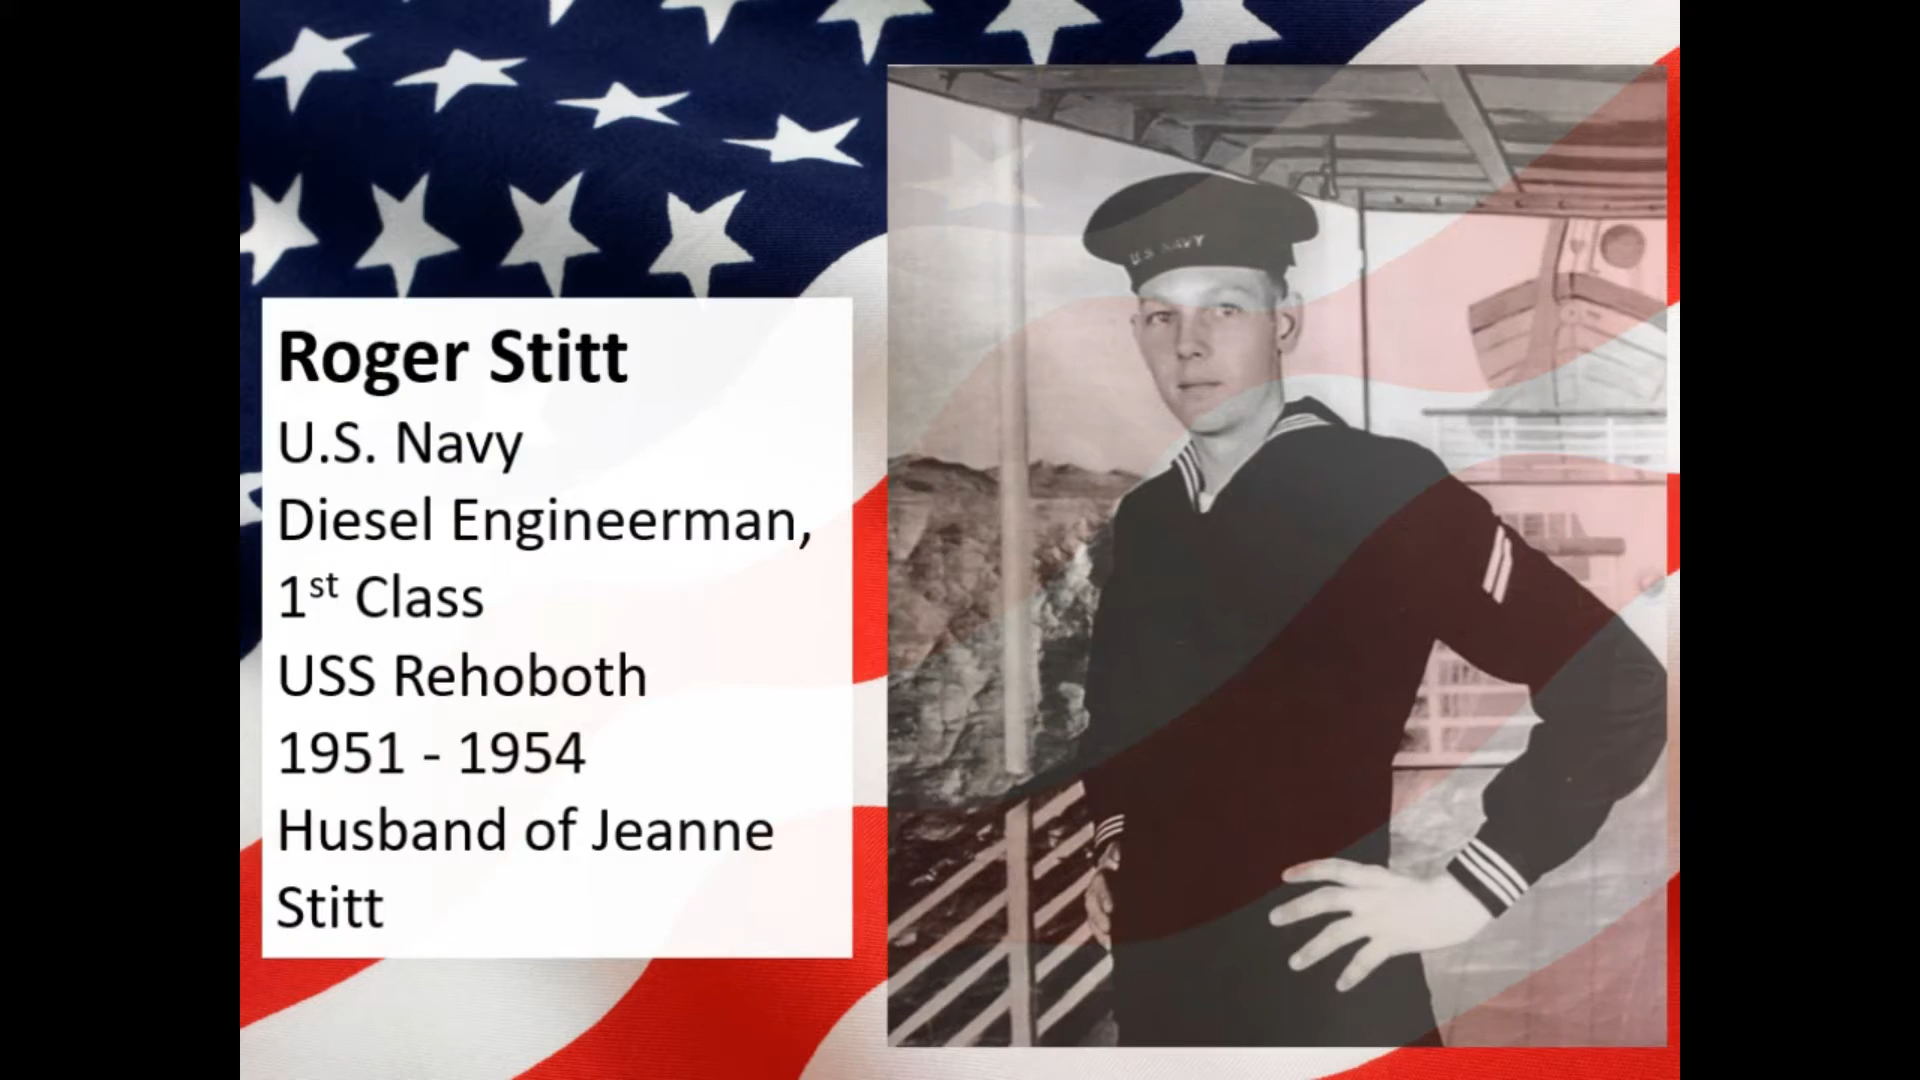 Roger Stitt
U.S. Navy
Diesel Engineerman,
1st Class
USS Rehoboth
1951 - 1954
Husband of Jeanne
Stitt
U.S. NAVY